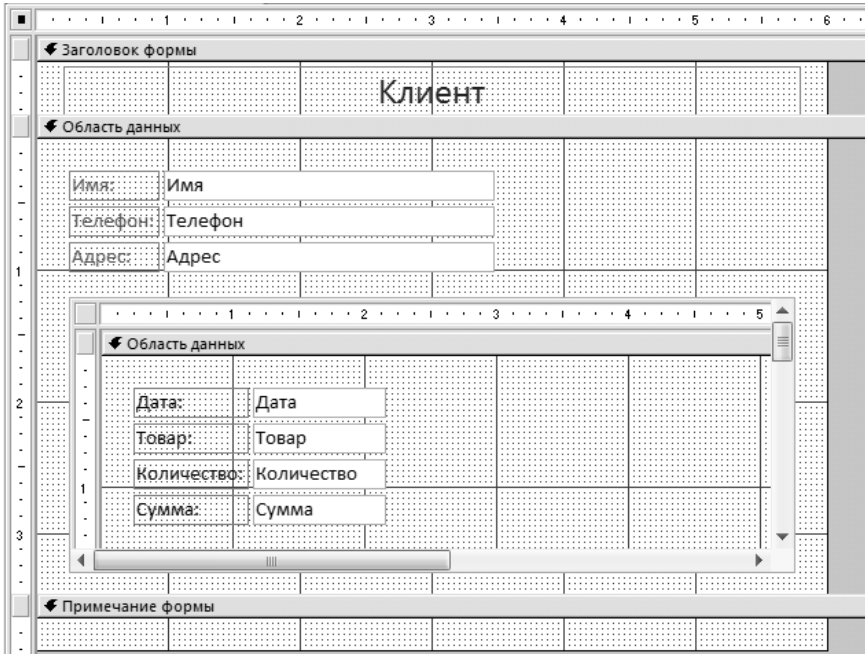 1 2 3 4 5 6
Заголовок формы
Клиент
Область данных
Имя: Имя
Телефон: Телефон
Адрес: Адрес
1
1 2 3 4 5
Область данных
Дата: Дата
2
Товар: Товар
Количество: Количество
1
Сумма: Сумма
3
Примечание формы